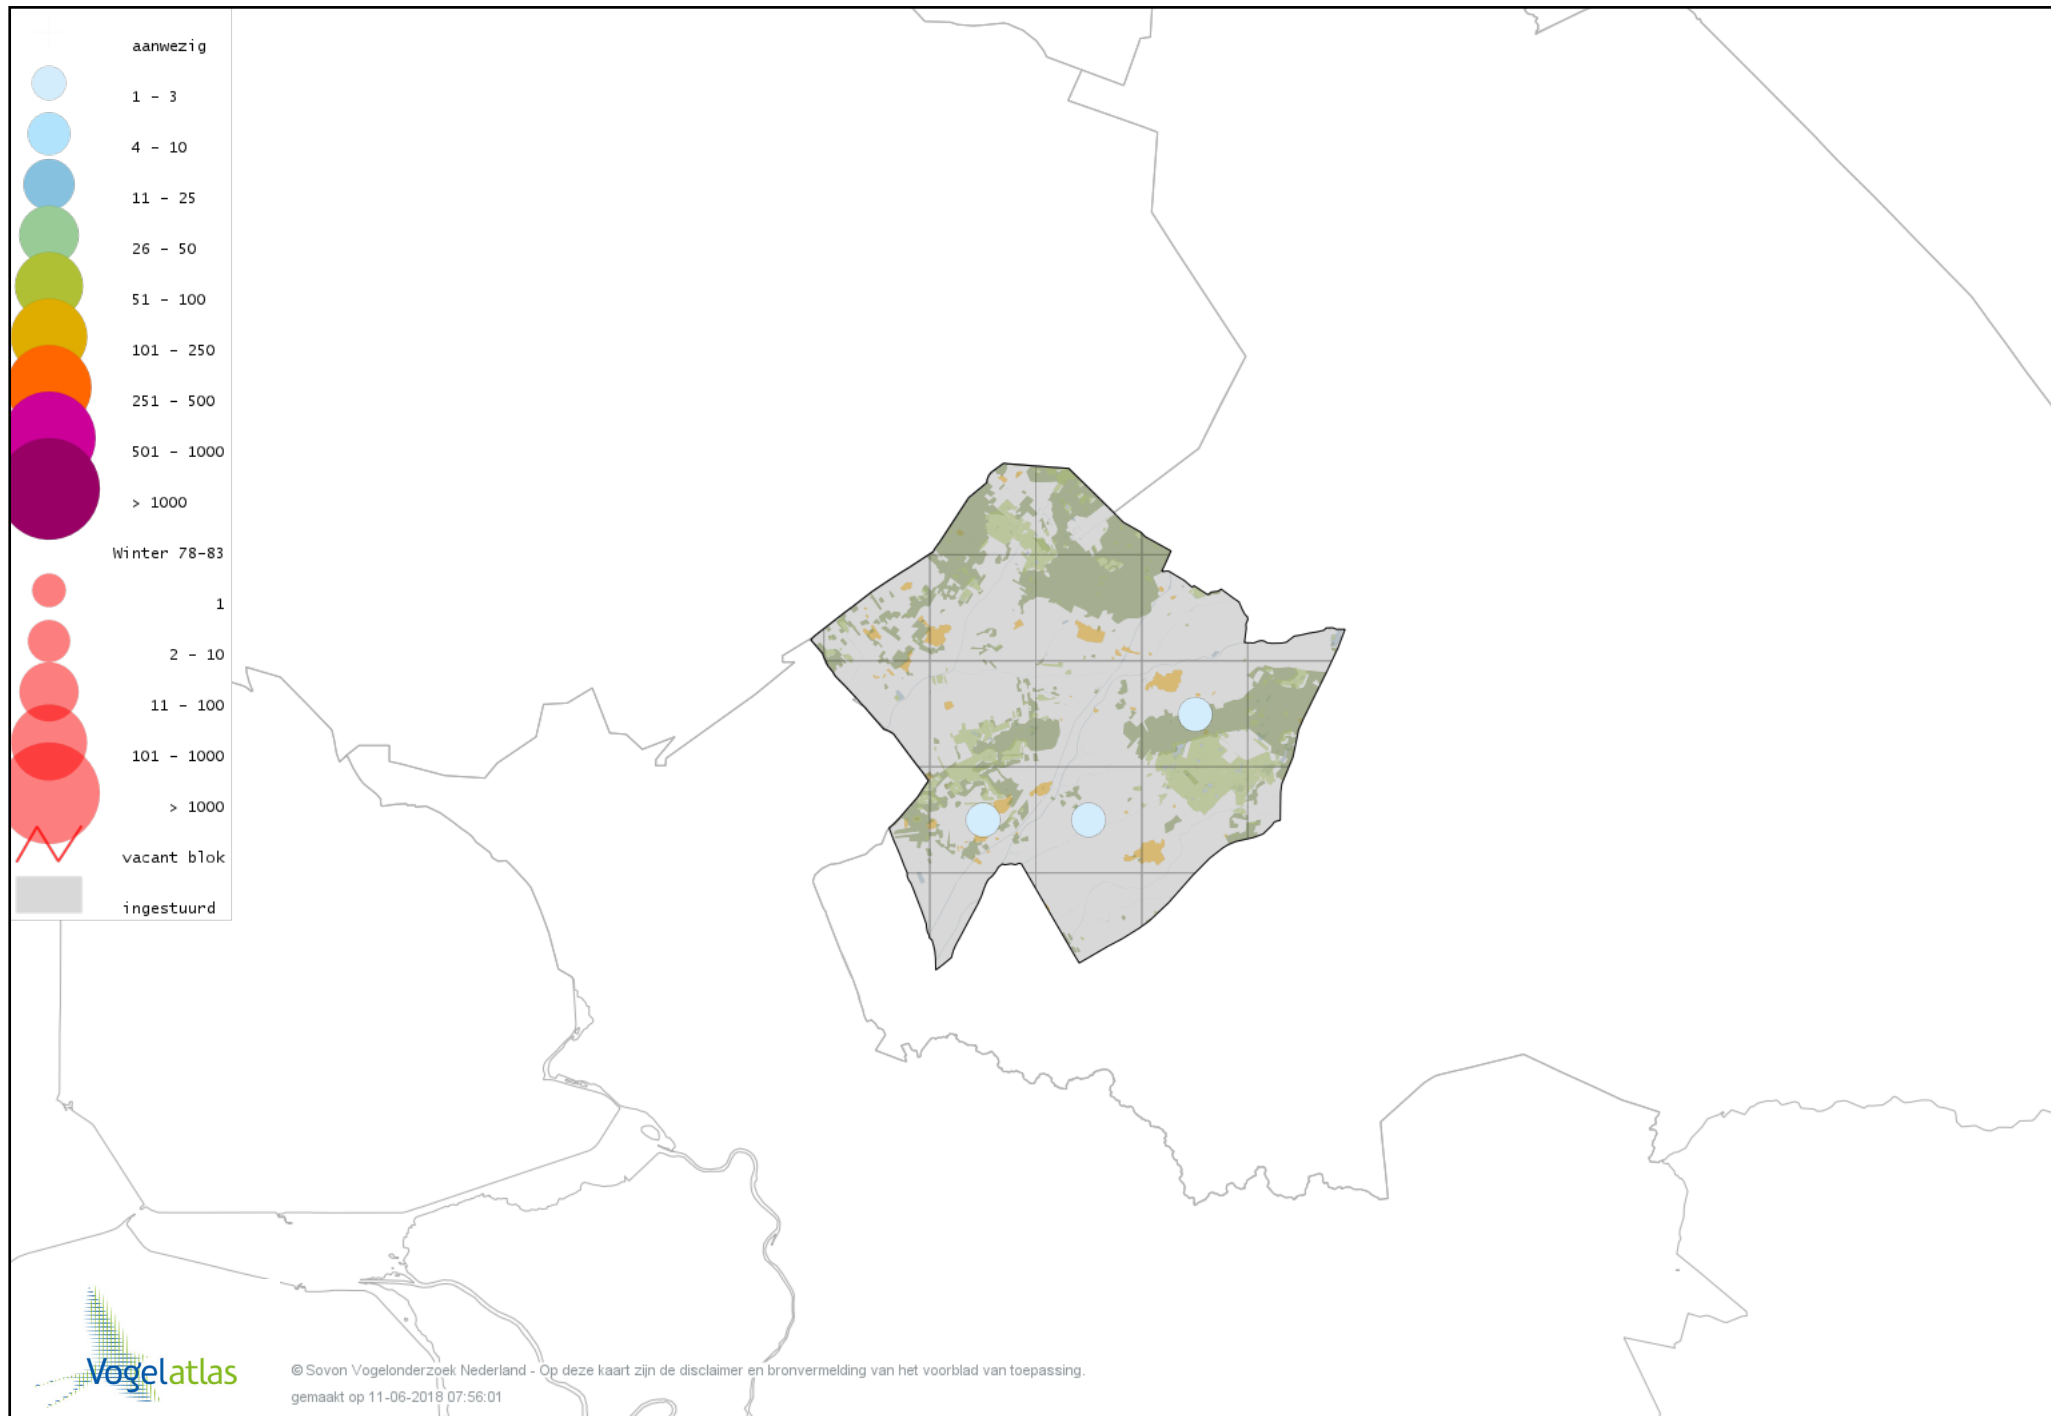 aanwezig
1 - 3
4 - 10
11 - 25
26 - 50
51 - 100
101 - 250
251 - 500
501 - 1000
> 1000
Winter 78-83
1
2 - 10
11 - 100
101 - 1000
> 1000
vacant blok
ingestuurd
Vogelatlas
© Sovon Vogelonderzoek Nederland - Op deze kaart zijn de disclaimer en bronvermelding van het voorblad van toepassing.
gemaakt op 11-06-2018 07:56:01